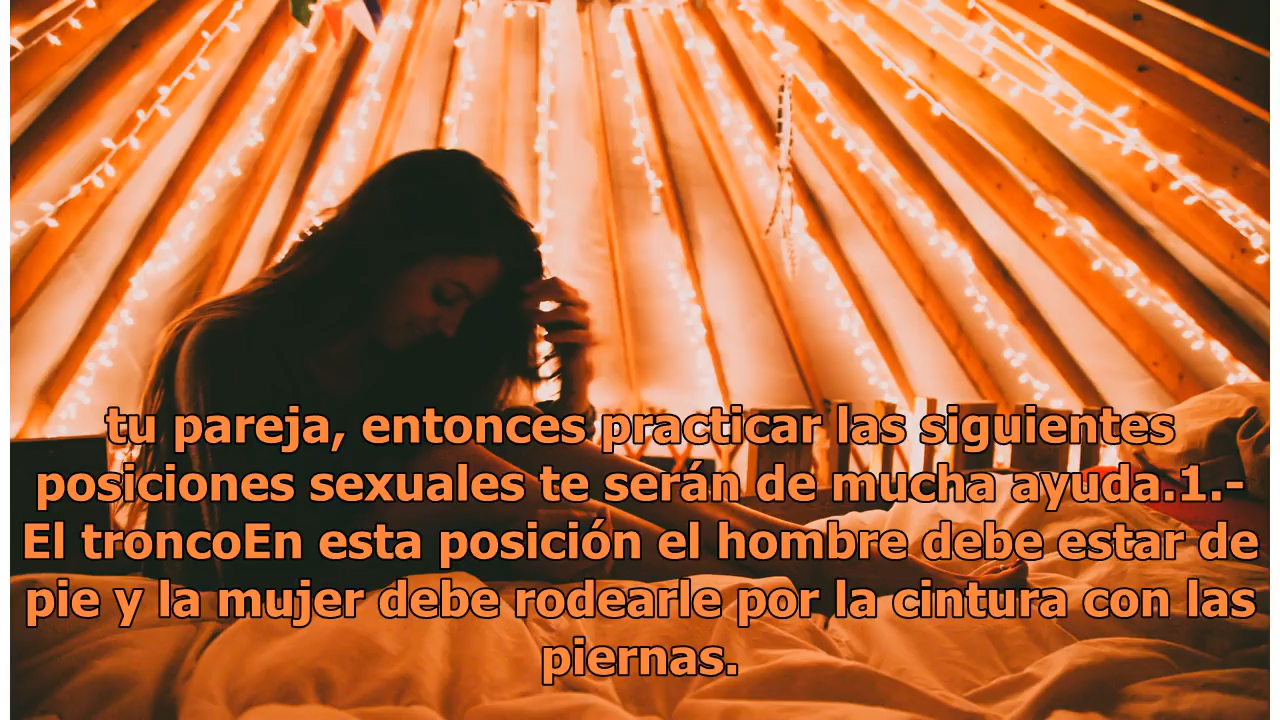 tu pareja, entonces practicar las siguientes
posiciones sexuales te serán de mucha ayuda.1.-
El troncoEn esta posición el hombre debe estar de
pie y la mujer debe rodearle por la cintura con las
piernas.